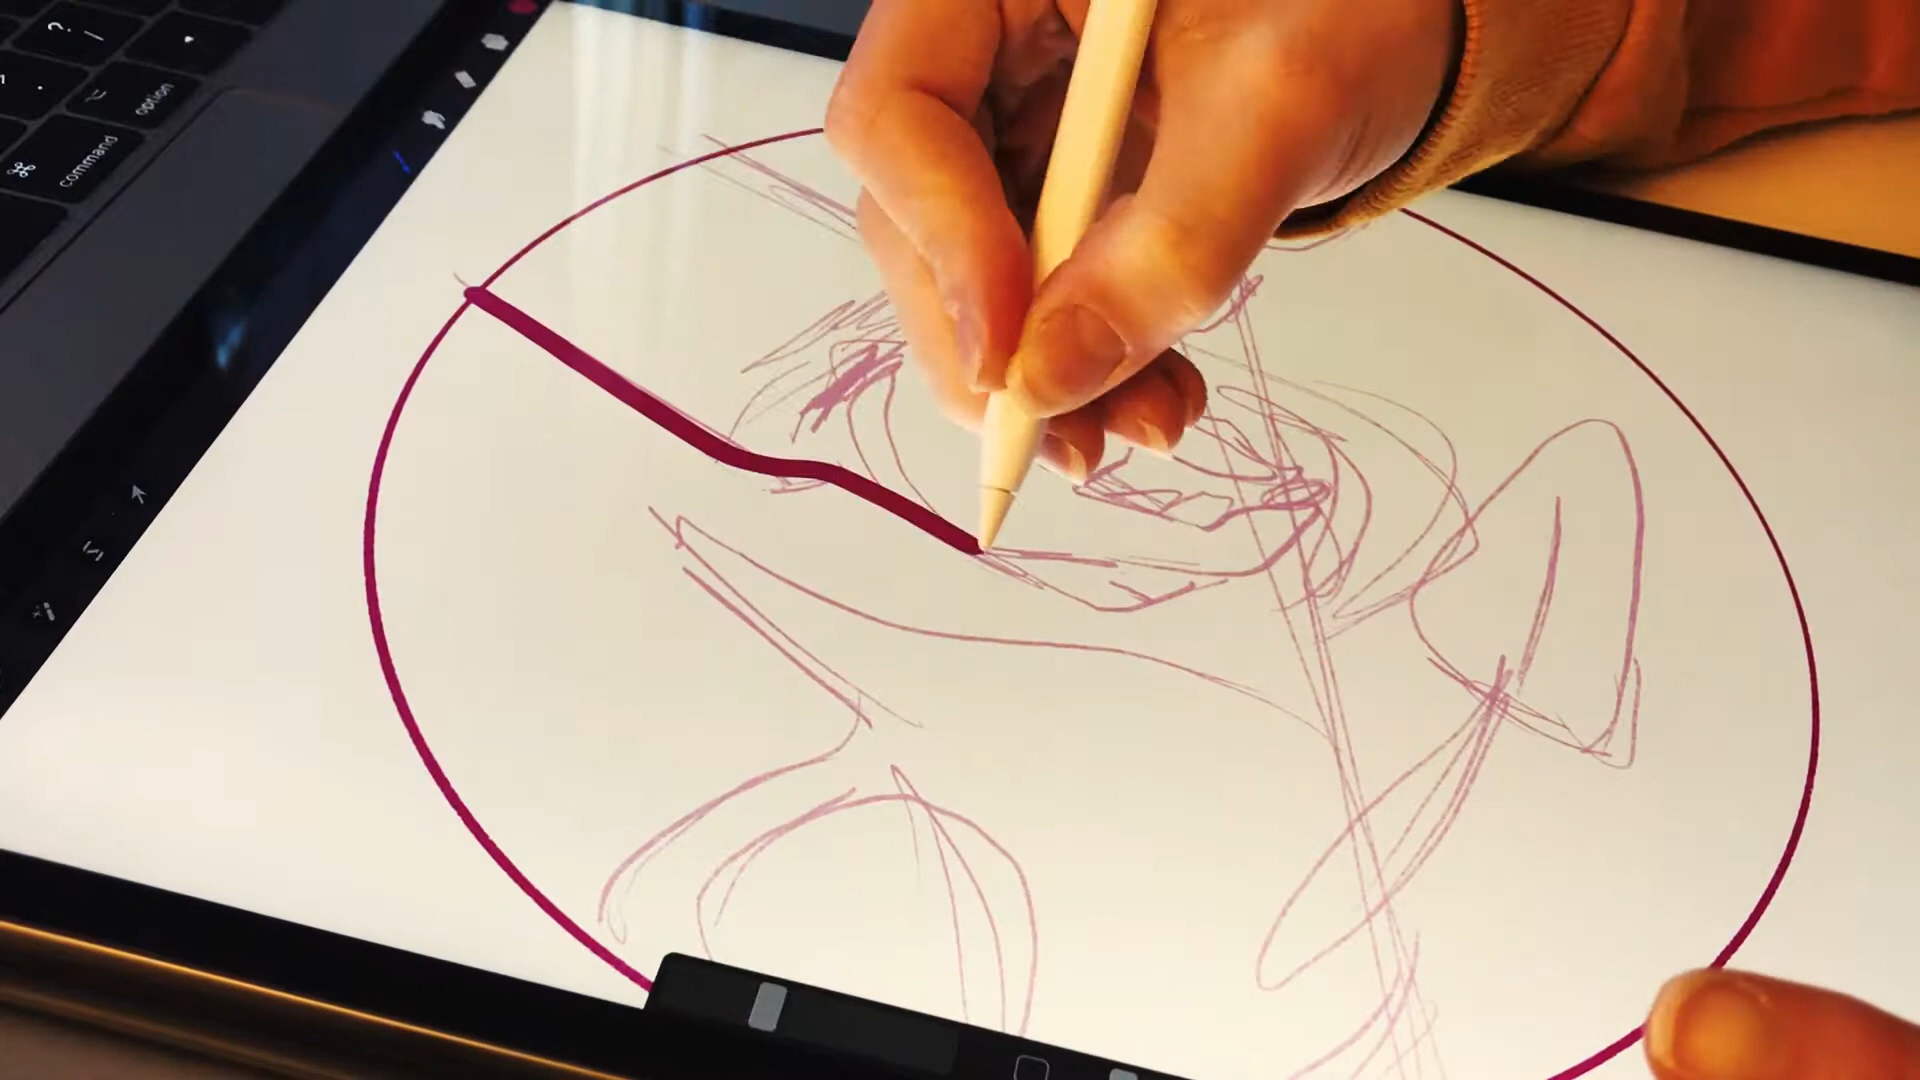 ?
/
.
option
⌘
command